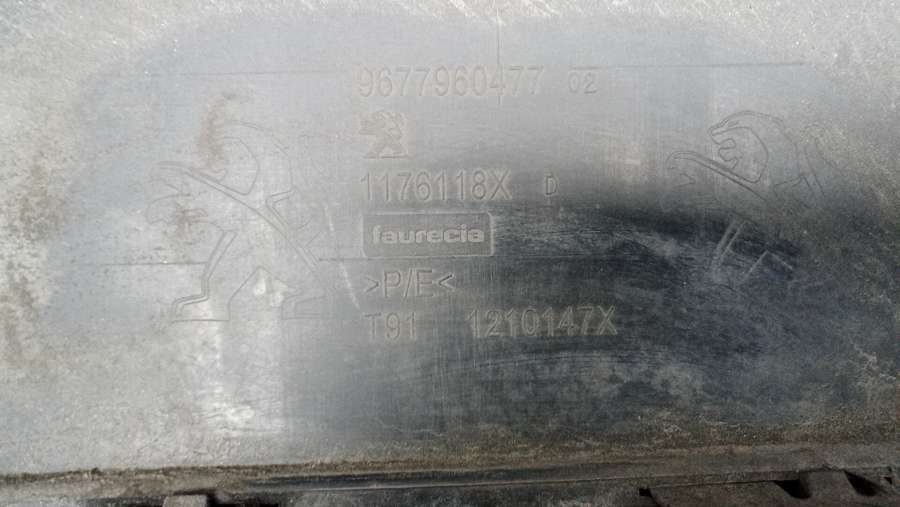 9677960477 02
1176118X D
faurecia
>P/E<
T91 1210147X